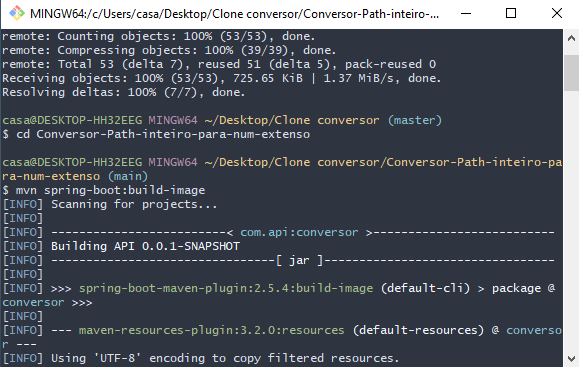 MINGW64:/c/Users/casa/Desktop/Clone conversor/Conversor-Path-inteiro-...
remote: Counting objects: 100% (53/53), done.
remote: Compressing objects: 100% (39/39), done.
remote: Total 53 (delta 7), reused 51 (delta 5), pack-reused 0
Receiving objects: 100% (53/53), 725.65 KiB | 1.37 MiB/s, done.
Resolving deltas: 100% (7/7), done.
casa@DESKTOP-HH32EEG MINGW64 ~/Desktop/Clone conversor (master)
$ cd Conversor-Path-inteiro-para-num-extenso
casa@DESKTOP-HH32EEG MINGW64 ~/Desktop/Clone conversor/Conversor-Path-inteiro-pa
ra-num-extenso (main)
$ mvn spring-boot:build-image
[INFO] Scanning for projects...
[INFO]
[INFO] -------------------------< com.api:conversor >--------------------------
[INFO] Building API 0.0.1-SNAPSHOT
[INFO] --------------------------------[ jar ]---------------------------------
[INFO]
[INFO] >>> spring-boot-maven-plugin:2.5.4:build-image (default-cli) > package @
conversor >>>
[INFO]
[INFO] --- maven-resources-plugin:3.2.0:resources (default-resources) @ converso
r ---
[INFO] Using 'UTF-8' encoding to copy filtered resources.